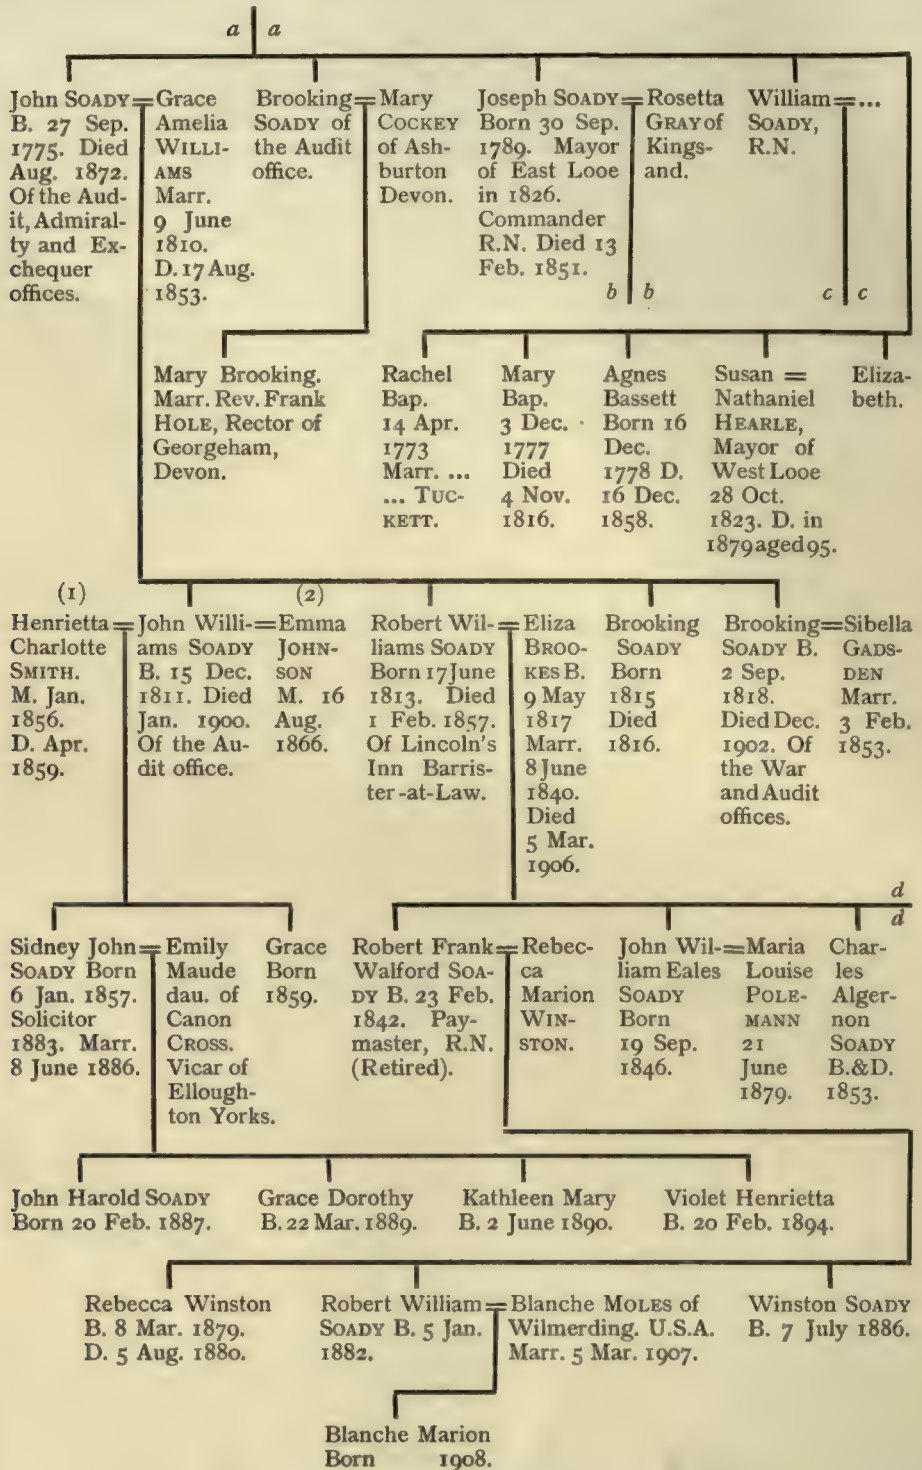 a a
John SOADY=
B. 27 Sep.
1775. Died
Aug. 1872.
Of the Aud-
it, Admiral-
ty and Ex-
chequer
offices.
Grace
Amelia
WILLI-
AMS
Marr.
9 June
1810.
D. 17 Aug.
1853.
Brooking=
SOADY of
the Audit
office.
Mary
COCKEY
of Ash-
burton
Devon.
Joseph SOADY=
Born 30 Sep.
1789. Mayor
of East Looe
in 1826.
Commander
R.N. Died 13
Feb. 1851.
b b
Rosetta
GRAY of
Kings-
and.
William=...
SOADY,
R.N.
c c
Mary Brooking.
Marr. Rev. Frank
HOLE, Rector of
Georgeham,
Devon.
Rachel
Bap.
14 Apr.
1773
Marr. ...
... TUC-
KETT.
Mary
Bap.
3 Dec.
1777
Died
4 Nov.
1816.
Agnes
Bassett
Born 16
Dec.
1778 D.
16 Dec.
1858.
Susan =
Nathaniel
HEARLE,
Mayor of
West Looe
28 Oct.
1823. D. in
1879 aged 95.
Eliza-
beth.
(1)
Henrietta=
Charlotte
SMITH.
M. Jan.
1856.
D. Apr.
1859.
John Willi-=
ams SOADY
B. 15 Dec.
1811. Died
Jan. 1900.
Of the Au-
dit office.
(2)
Emma
JOHN-
SON
M. 16
Aug.
1866.
Robert Wil-=
liams SOADY
Born 17 June
1813. Died
1 Feb. 1857.
Of Lincoln's
Inn Barris-
ter-at-Law.
Eliza
BROO-
KES B.
9 May
1817
Marr.
8 June
1840.
Died
5 Mar.
1906.
Brooking
SOADY
Born
1815
Died
1816.
Brooking=
SOADY B.
2 Sep.
1818.
Died Dec.
1902. Of
the War
and Audit
offices.
Sibella
GADS-
DEN
Marr.
3 Feb.
1853.
d
d
Sidney John=
SOADY Born
6 Jan. 1857.
Solicitor
1883. Marr.
8 June 1886.
Emily
Maude
dau. of
Canon
CROSS.
Vicar of
Ellough-
ton Yorks.
Grace
Born
1859.
Robert Frank=
Walford SOA-
DY B. 23 Feb.
1842. Pay-
master, R.N.
(Retired).
Rebec-
ca
Marion
WIN-
STON.
John Wil-=
liam Eales
SOADY
Born
19 Sep.
1846.
Maria
Louise
POLE-
MANN
21
June
1879.
Char-
les
Alger-
non
SOADY
B.&D.
1853.
John Harold SOADY
Born 20 Feb. 1887.
Grace Dorothy
B. 22 Mar. 1889.
Kathleen Mary
B. 2 June 1890.
Violet Henrietta
B. 20 Feb. 1894.
Rebecca Winston
B. 8 Mar. 1879.
D. 5 Aug. 1880.
Robert William=
SOADY B. 5 Jan.
1882.
Blanche MOLES of
Wilmerding. U.S.A.
Marr. 5 Mar. 1907.
Winston SOADY
B. 7 July 1886.
Blanche Marion
Born 1908.